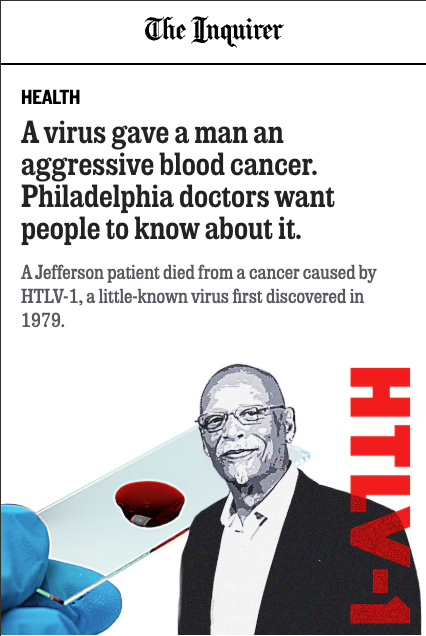 The Inquirer
HEALTH
A virus gave a man an
aggressive blood cancer.
Philadelphia doctors want
people to know about it.
A Jefferson patient died from a cancer caused by
HTLV-1, a little-known virus first discovered in
1979.
HTLV-1